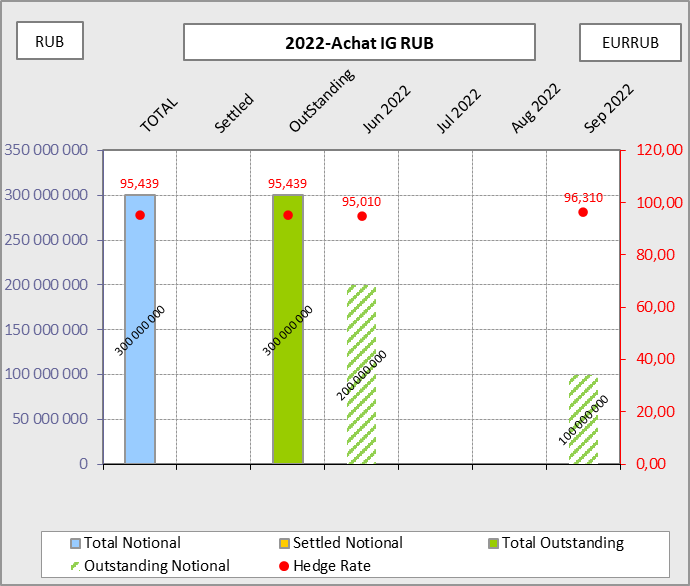 RUB
2022-Achat IG RUB
EURRUB
TOTAL
Settled
OutStanding
Jun 2022
Jul 2022
Aug 2022
Sep 2022
350 000 000
300 000 000
250 000 000
200 000 000
150 000 000
100 000 000
50 000 000
0
120,00
100,00
80,00
60,00
40,00
20,00
0,00
95,439
95,439
95,010
96,310
300 000 000
300 000 000
200 000 000
100 000 000
Total Notional
Settled Notional
Total Outstanding
Outstanding Notional
Hedge Rate